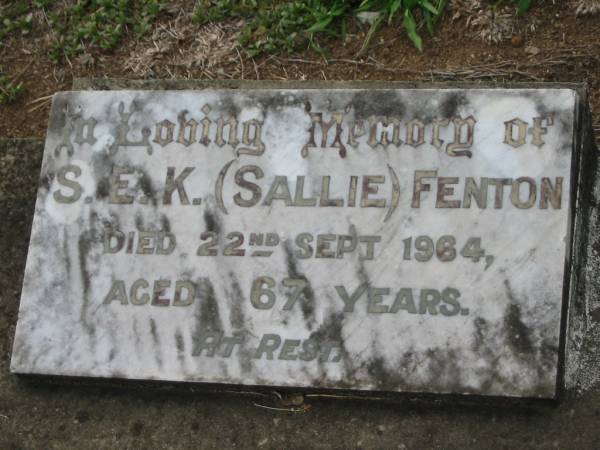 In Loving Memory of
S. E. K. (SALLIE) FENTON
DIED 22ND SEPT 1964,
AGED 67 YEARS.
AT REST.